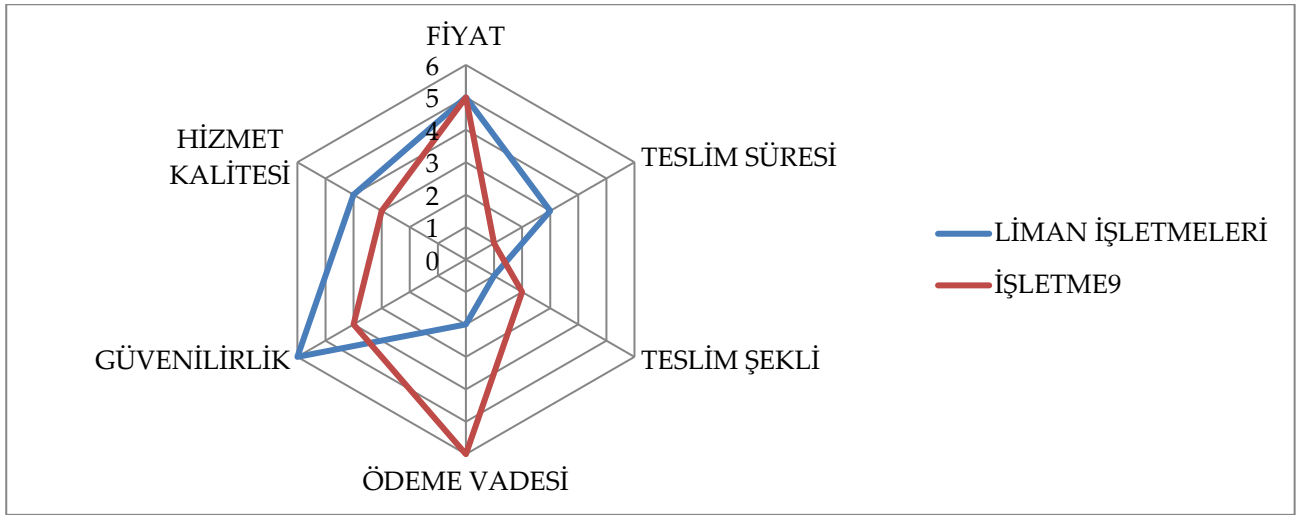 FİYAT
6
5
4
3
2
1
0
TESLİM SÜRESİ
TESLİM ŞEKLİ
ÖDEME VADESİ
GÜVENİLİRLİK
HİZMET
KALİTESİ
LİMAN İŞLETMELERİ
İŞLETME9